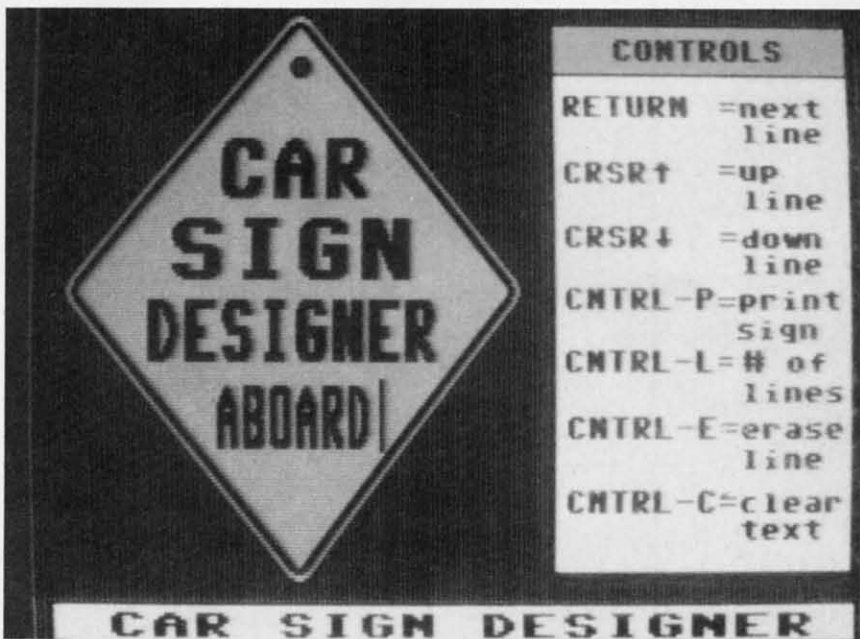 CAR
SIGN
DESIGNER
ABOARD
CONTROLS
RETURN =next
line
CRSR↑ =up
line
CRSR↓ =down
line
CNTRL-P=print
sign
CNTRL-L=# of
lines
CNTRL-E=erase
line
CNTRL-C=clear
text
CAR SIGN DESIGNER